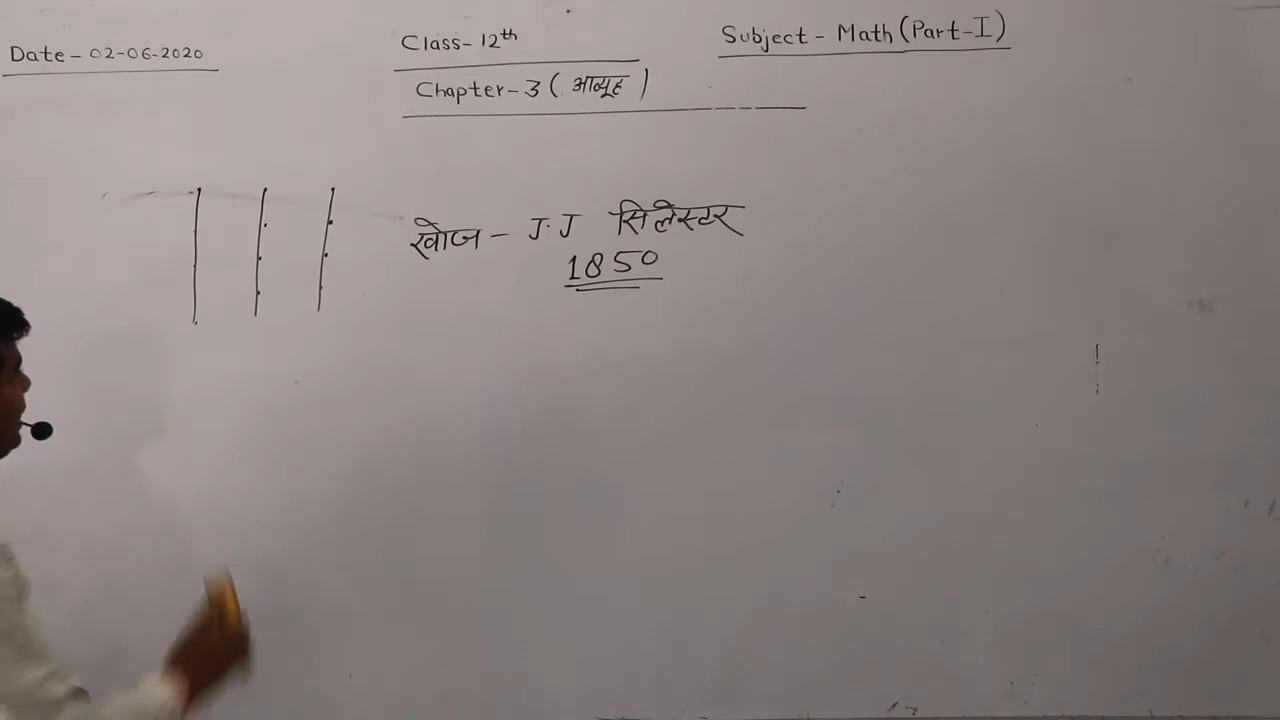 Date - 02-06-2020
Class - 12th
Subject - Math (Part-I)
Chapter - 3 ( आव्यूह )
खोज - J.J सिलेस्टर
1850